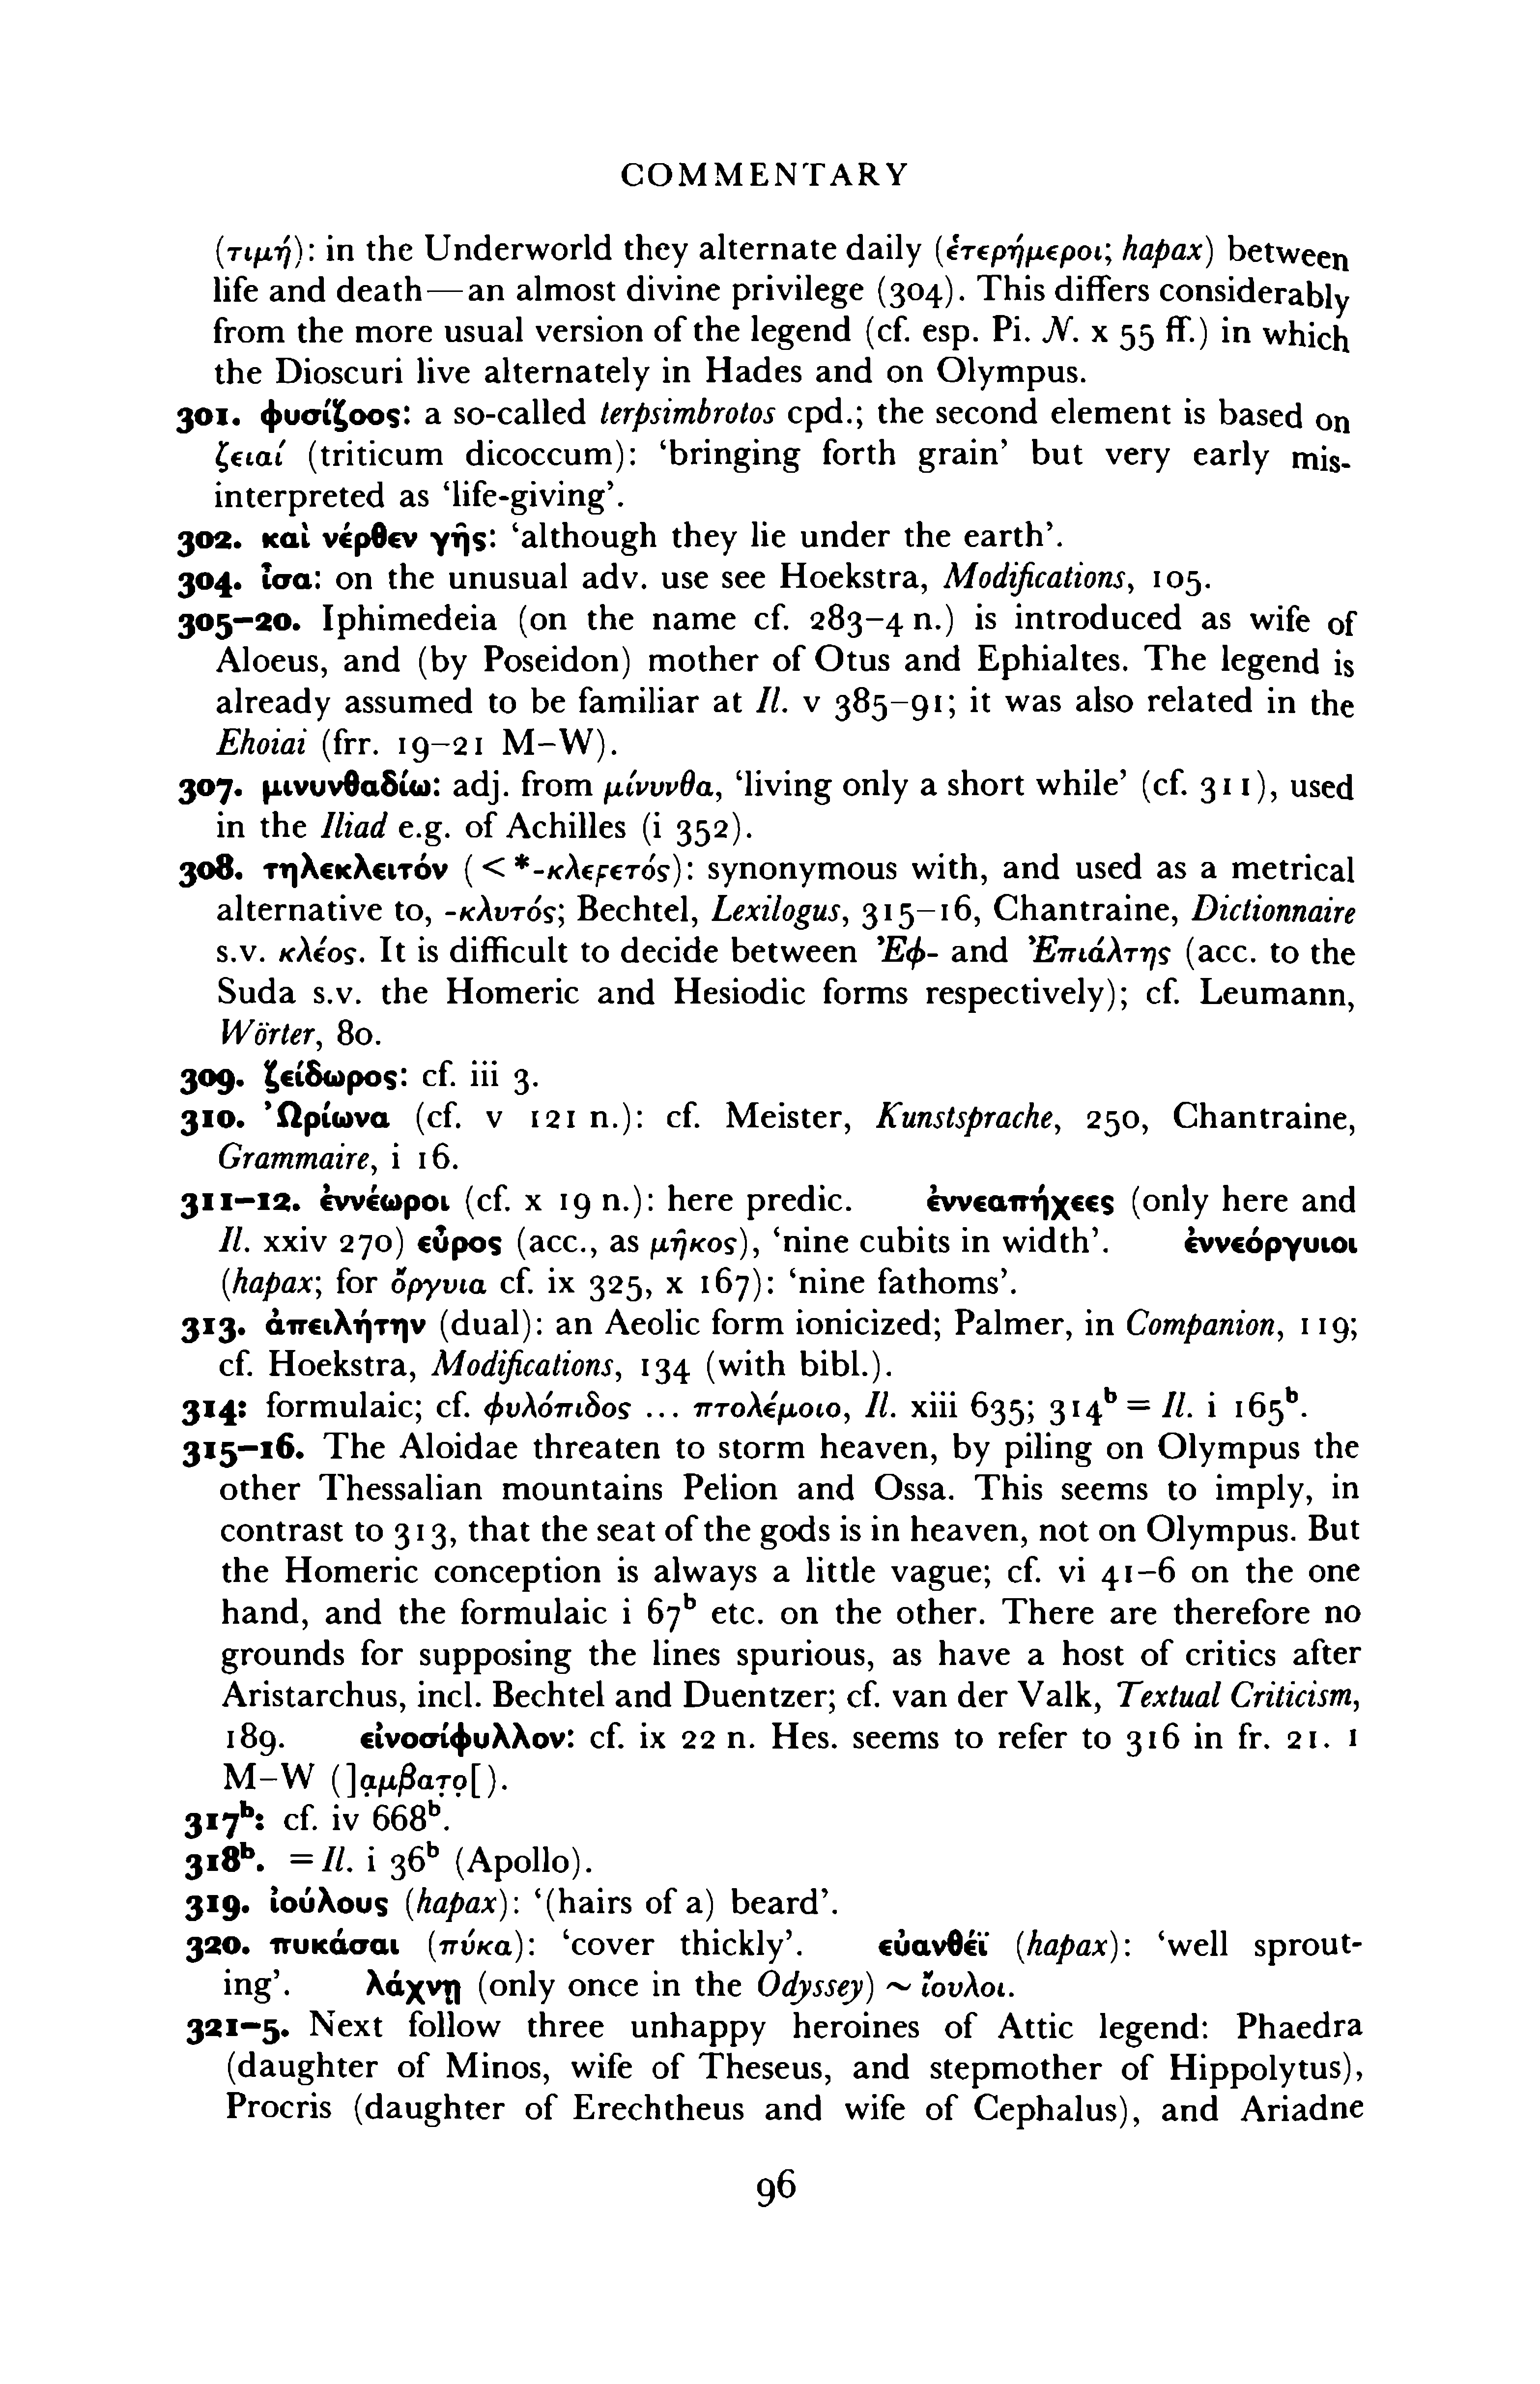 COMMENTARY
(τιμή): in the Underworld they alternate daily (ἑτερήμεροι; hapax) between
life and death—an almost divine privilege (304). This differs considerably
from the more usual version of the legend (cf. esp. Pi. N. x 55 ff.) in which
the Dioscuri live alternately in Hades and on Olympus.
301. φυσίζοος: a so-called terpsimbrotos cpd.; the second element is based on
ζειαί (triticum dicoccum): ‘bringing forth grain’ but very early mis-
interpreted as ‘life-giving’.
302. καὶ νέρθεν γῆς: ‘although they lie under the earth’.
304. ἶσα: on the unusual adv. use see Hoekstra, Modifications, 105.
305–20. Iphimedeia (on the name cf. 283–4 n.) is introduced as wife of
Aloeus, and (by Poseidon) mother of Otus and Ephialtes. The legend is
already assumed to be familiar at Il. v 385–91; it was also related in the
Ehoiai (frr. 19–21 M–W).
307. μινυνθαδίω: adj. from μίνυνθα, ‘living only a short while’ (cf. 311), used
in the Iliad e.g. of Achilles (i 352).
308. τηλεκλειτόν (< *-κλεϝετός): synonymous with, and used as a metrical
alternative to, -κλυτός; Bechtel, Lexilogus, 315–16, Chantraine, Dictionnaire
s.v. κλέος. It is difficult to decide between ’Εφ- and ’Επιάλτης (acc. to the
Suda s.v. the Homeric and Hesiodic forms respectively); cf. Leumann,
Wörter, 80.
309. ζείδωρος: cf. iii 3.
310. ’Ωρίωνα (cf. v 121 n.): cf. Meister, Kunstsprache, 250, Chantraine,
Grammaire, i 16.
311–12. ἐννέωροι (cf. x 19 n.): here predic. ἐννεαπήχεες (only here and
Il. xxiv 270) εὖρος (acc., as μῆκος), ‘nine cubits in width’. ἐννεόργυιοι
(hapax; for ὄργυια cf. ix 325, x 167): ‘nine fathoms’.
313. ἀπειλήτην (dual): an Aeolic form ionicized; Palmer, in Companion, 119;
cf. Hoekstra, Modifications, 134 (with bibl.).
314: formulaic; cf. φυλόπιδος ... πτολέμοιο, Il. xiii 635; 314ᵇ = Il. i 165ᵇ.
315–16. The Aloidae threaten to storm heaven, by piling on Olympus the
other Thessalian mountains Pelion and Ossa. This seems to imply, in
contrast to 313, that the seat of the gods is in heaven, not on Olympus. But
the Homeric conception is always a little vague; cf. vi 41–6 on the one
hand, and the formulaic i 67ᵇ etc. on the other. There are therefore no
grounds for supposing the lines spurious, as have a host of critics after
Aristarchus, incl. Bechtel and Duentzer; cf. van der Valk, Textual Criticism,
189. εἰνοσίφυλλον: cf. ix 22 n. Hes. seems to refer to 316 in fr. 21. 1
M–W (]α̣μβατο̣[).
317ᵇ: cf. iv 668ᵇ.
318ᵇ. = Il. i 36ᵇ (Apollo).
319. ἰούλους (hapax): ‘(hairs of a) beard’.
320. πυκάσαι (πύκα): ‘cover thickly’. εὐανθέϊ (hapax): ‘well sprout-
ing’. λάχνῃ (only once in the Odyssey) ~ ἴουλοι.
321–5. Next follow three unhappy heroines of Attic legend: Phaedra
(daughter of Minos, wife of Theseus, and stepmother of Hippolytus),
Procris (daughter of Erechtheus and wife of Cephalus), and Ariadne
96